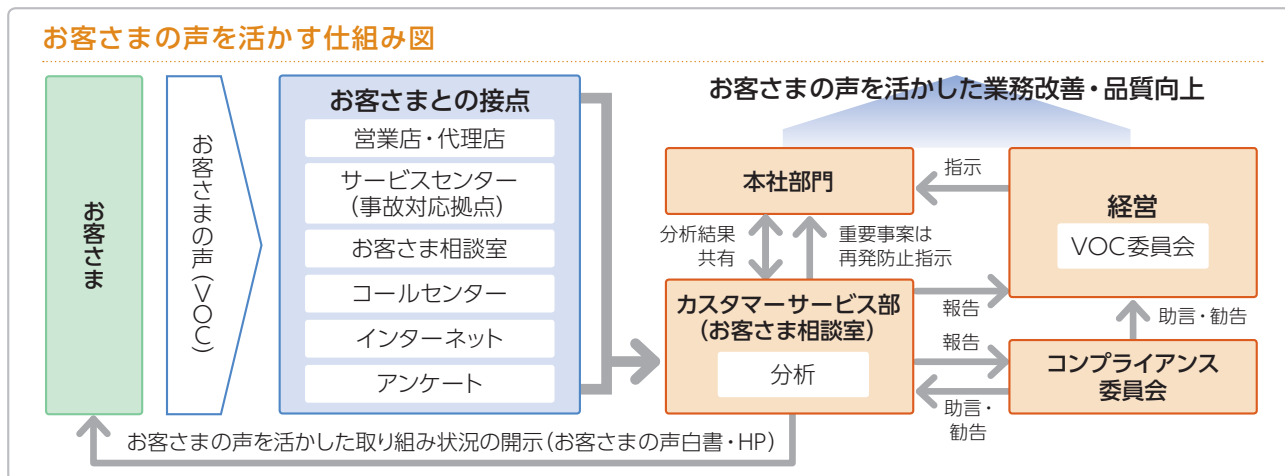 お客さまの声を活かす仕組み図
お客さま
お客さまの声(VOC)
お客さまとの接点
営業店・代理店
サービスセンター
(事故対応拠点)
お客さま相談室
コールセンター
インターネット
アンケート
お客さまの声を活かした業務改善・品質向上
本社部門
指示
経営
VOC委員会
分析結果
共有
重要事案は
再発防止指示
カスタマーサービス部
(お客さま相談室)
分析
報告
報告
助言・勧告
コンプライアンス
委員会
助言・
勧告
お客さまの声を活かした取り組み状況の開示(お客さまの声白書・HP)